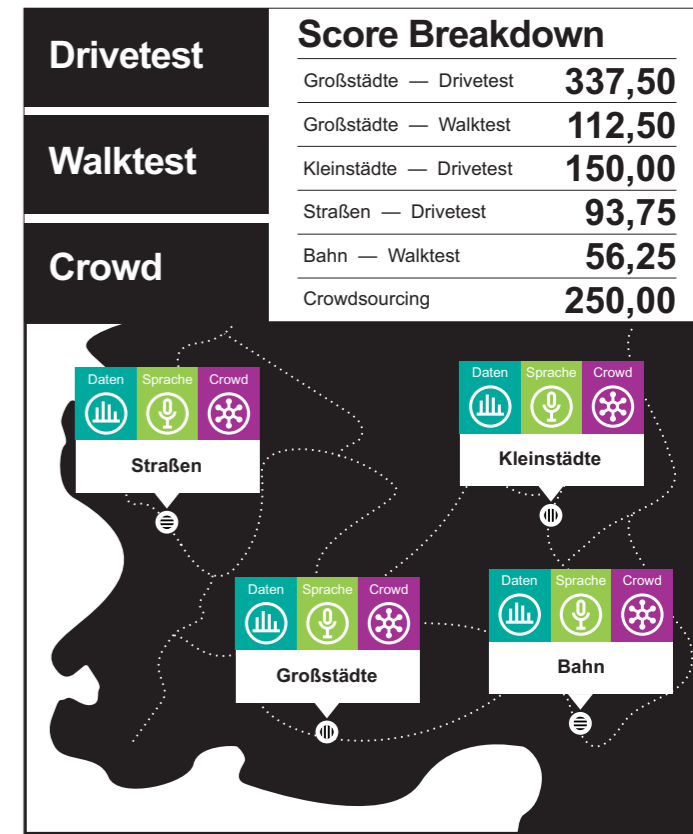 Drivetest
Walktest
Crowd
Score Breakdown
Großstädte — Drivetest 337,50
Großstädte — Walktest 112,50
Kleinstädte — Drivetest 150,00
Straßen — Drivetest 93,75
Bahn — Walktest 56,25
Crowdsourcing 250,00
Daten Sprache Crowd
Straßen
Daten Sprache Crowd
Kleinstädte
Daten Sprache Crowd
Großstädte
Daten Sprache Crowd
Bahn